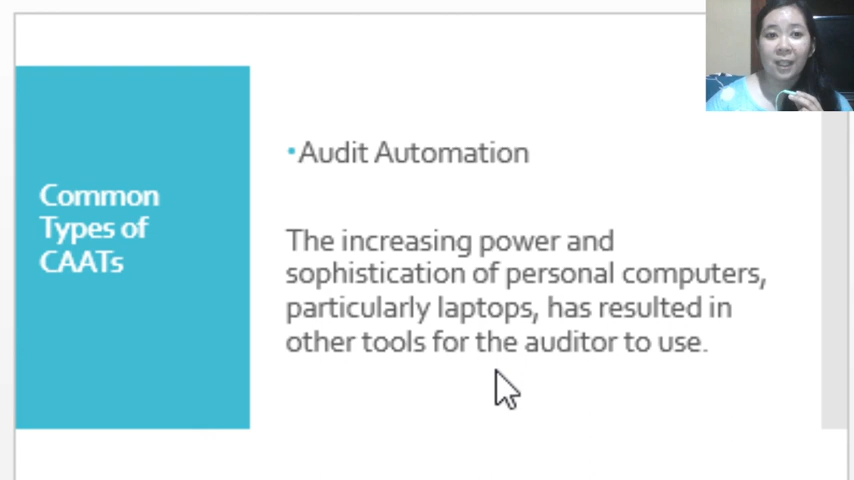 Common
Types of
CAATs
•Audit Automation
The increasing power and
sophistication of personal computers,
particularly laptops, has resulted in
other tools for the auditor to use.